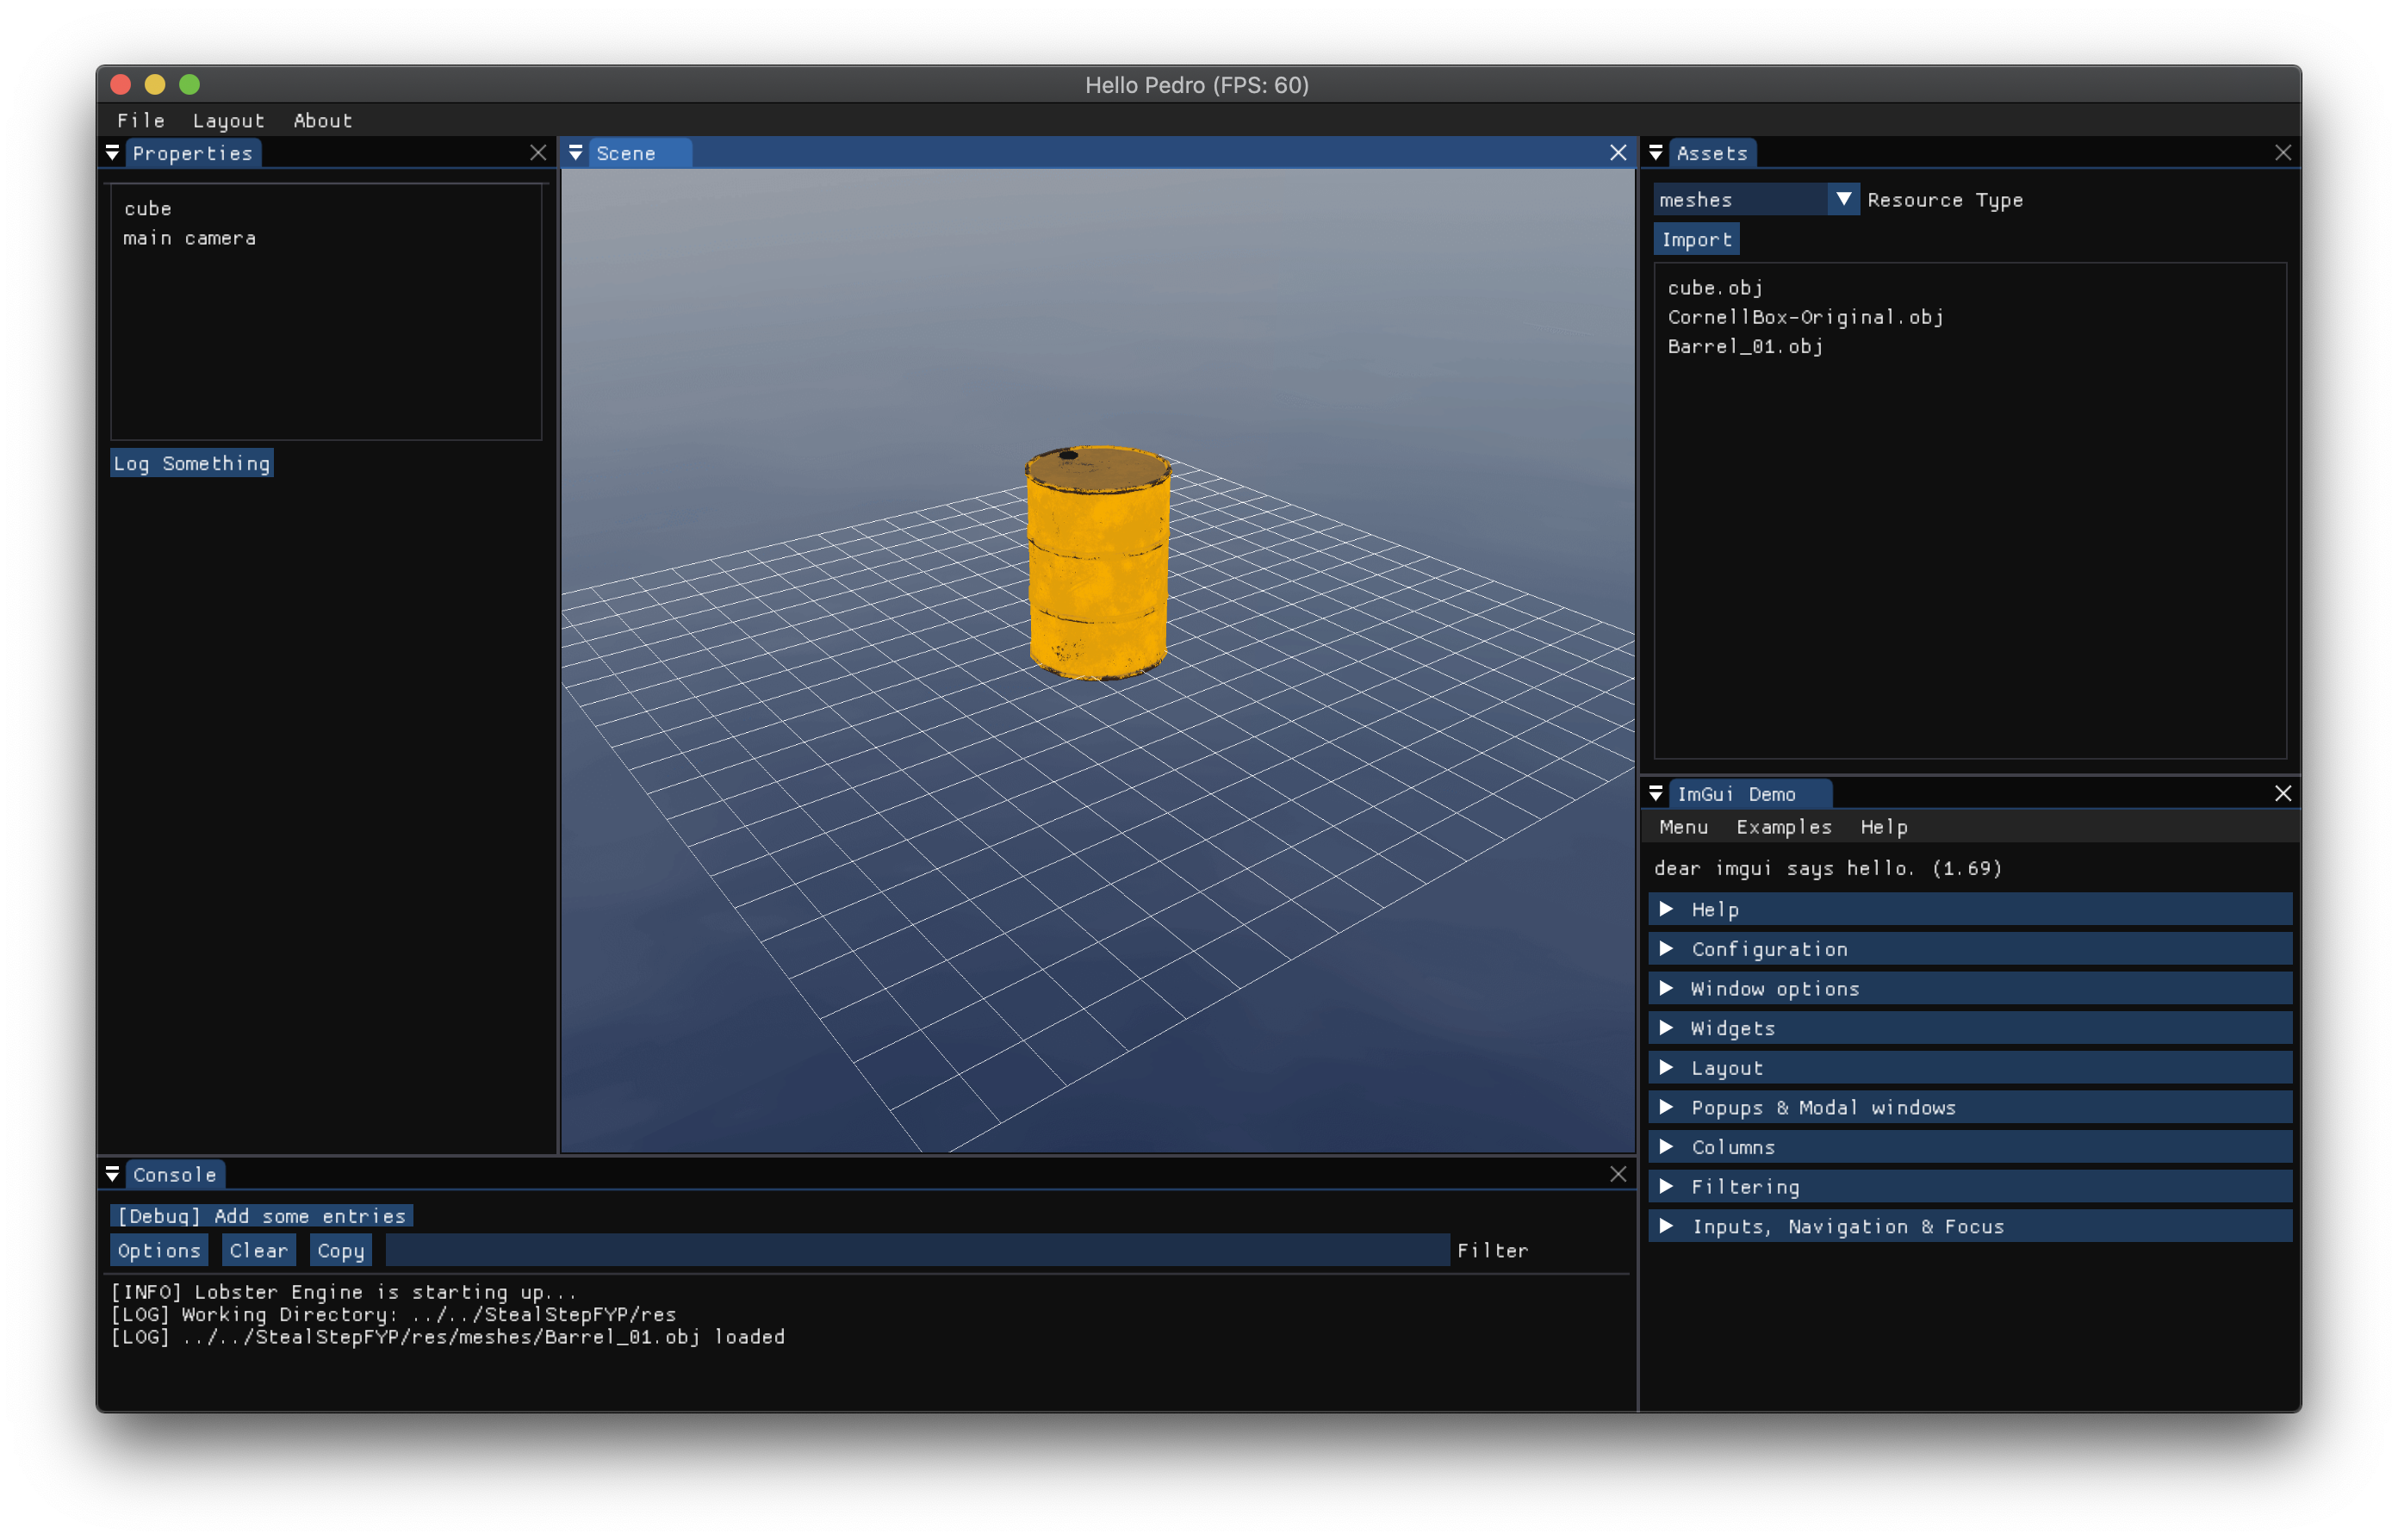 Hello Pedro (FPS: 60)
File Layout About
Properties
cube
main camera
Log Something
Scene
Assets
meshes Resource Type
Import
cube.obj
CornellBox-Original.obj
Barrel_01.obj
ImGui Demo
Menu Examples Help
dear imgui says hello. (1.69)
Help
Configuration
Window options
Widgets
Layout
Popups & Modal windows
Columns
Filtering
Inputs, Navigation & Focus
Console
[Debug] Add some entries
Options Clear Copy Filter
[INFO] Lobster Engine is starting up...
[LOG] Working Directory: ../../StealStepFYP/res
[LOG] ../../StealStepFYP/res/meshes/Barrel_01.obj loaded